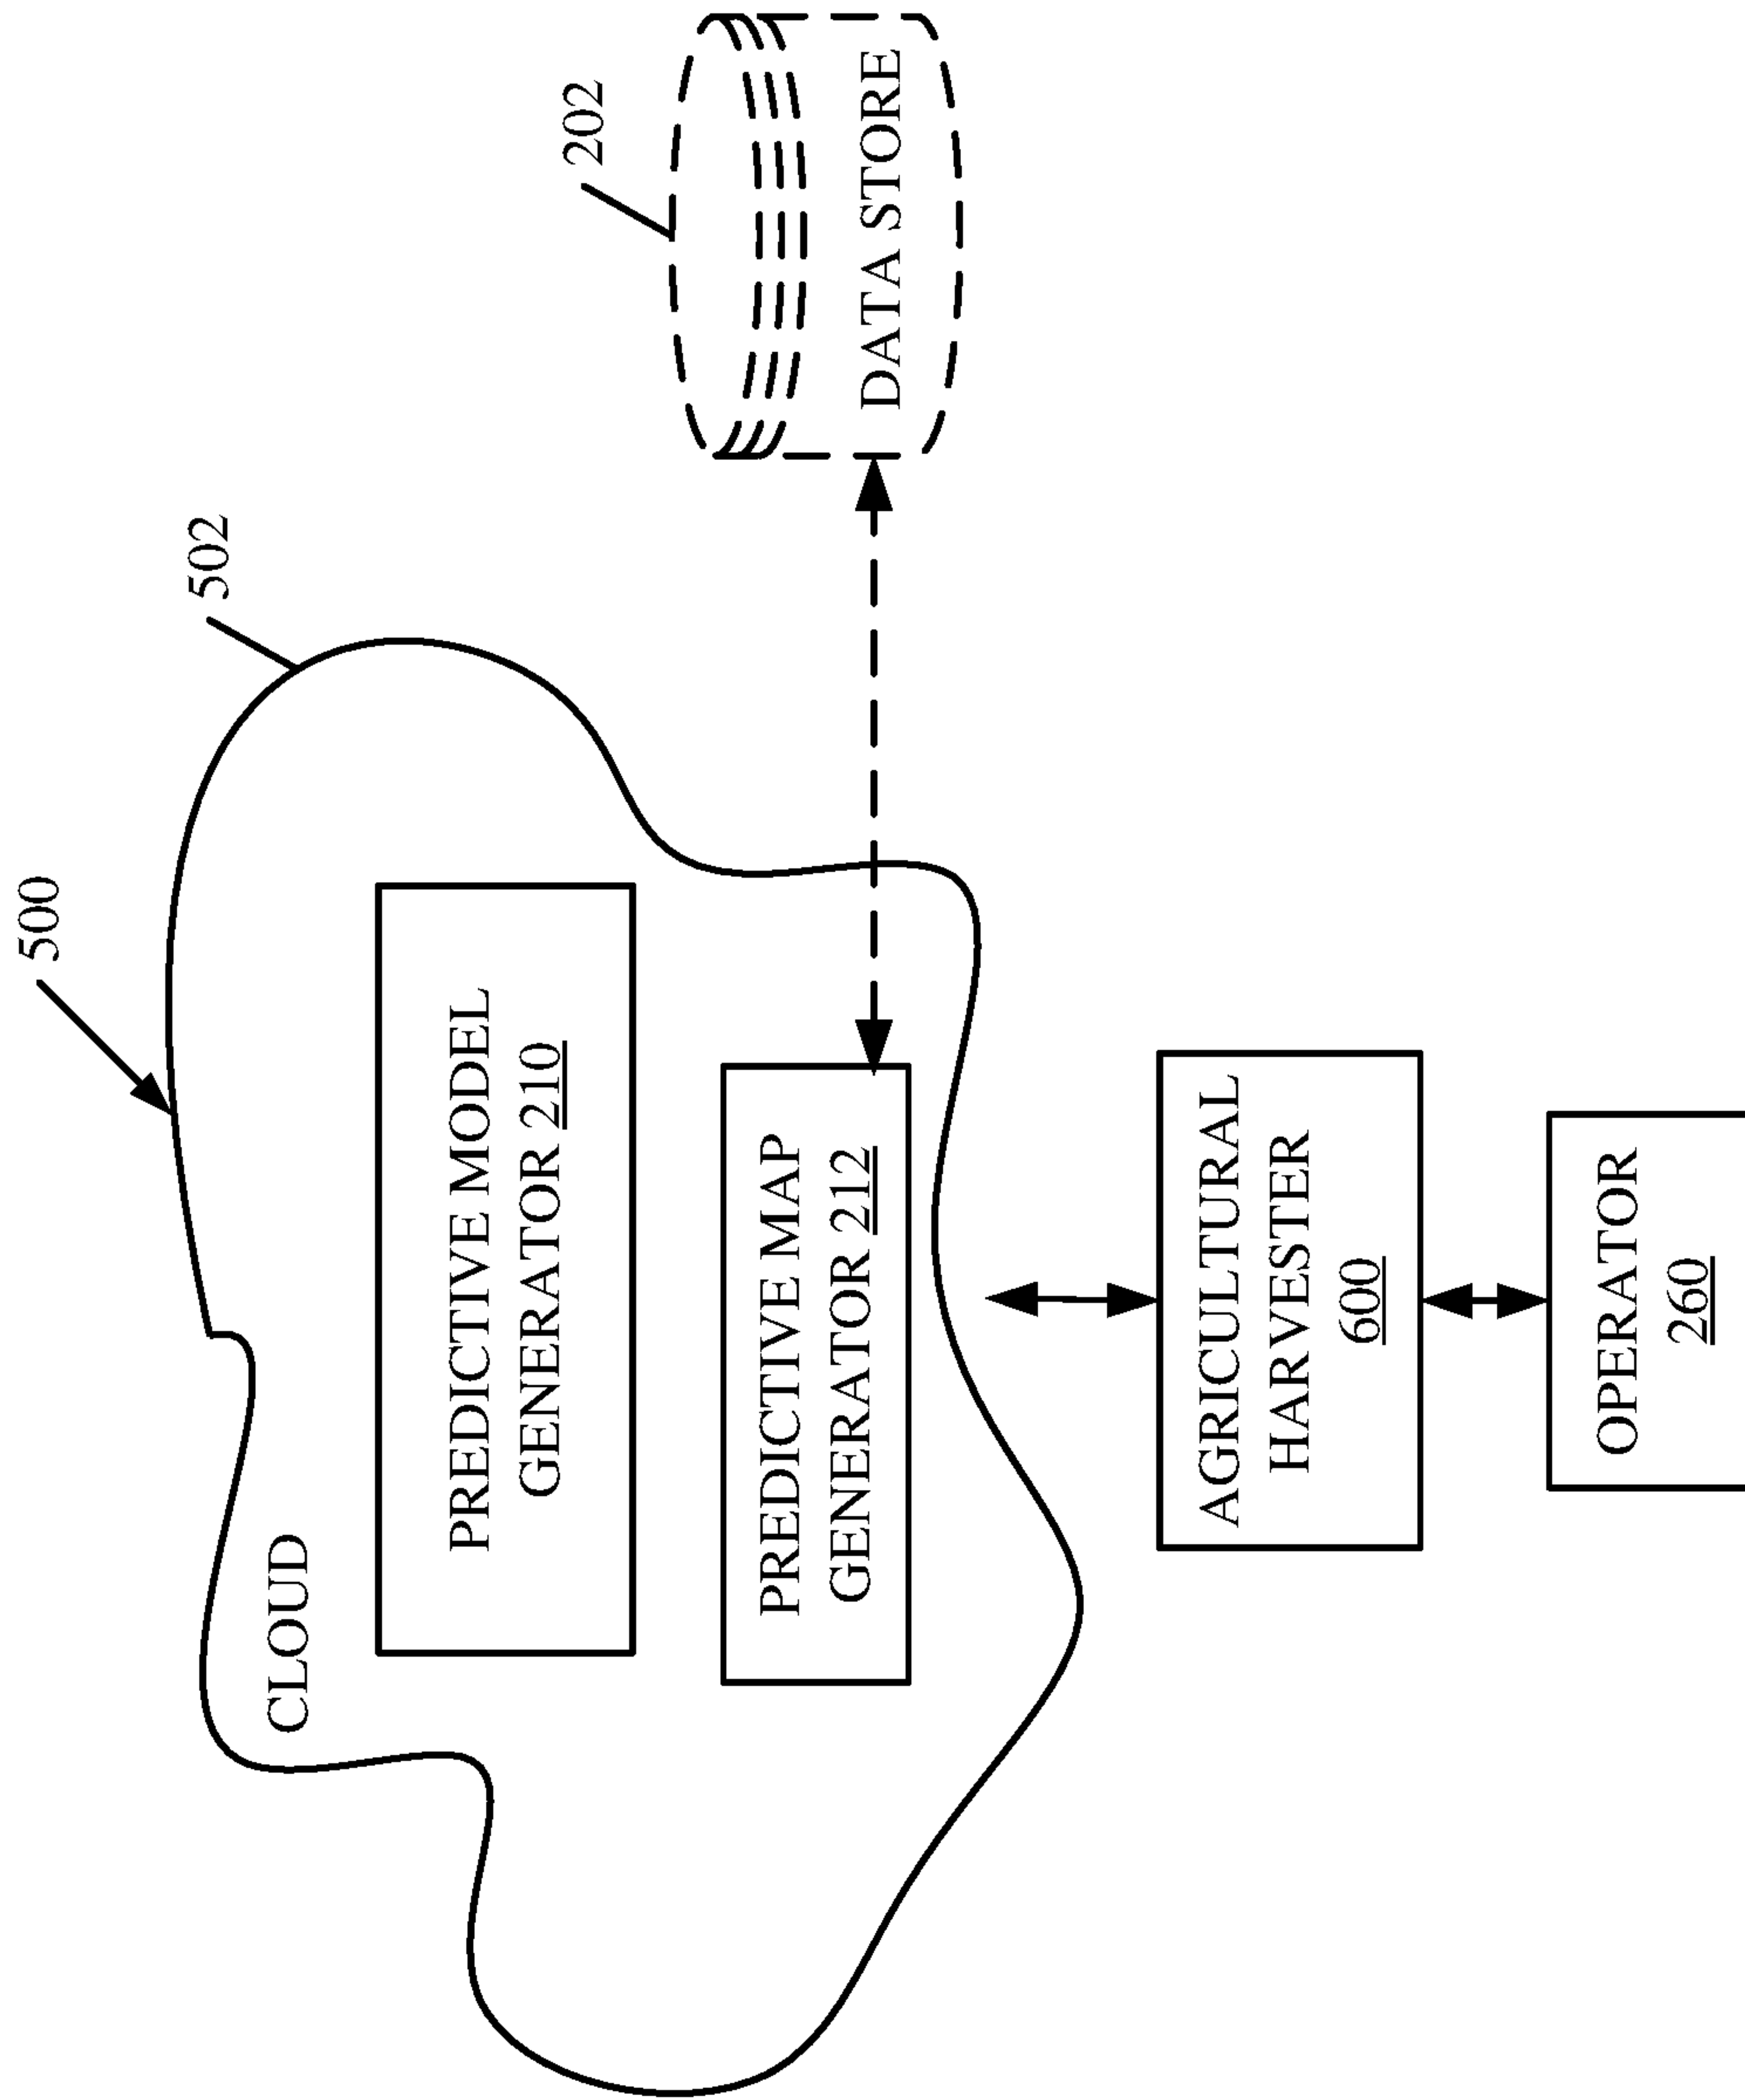 500
502
CLOUD
PREDICTIVE MODEL
GENERATOR 210
202
PREDICTIVE MAP
GENERATOR 212
DATA STORE
AGRICULTURAL
HARVESTER
600
OPERATOR
260